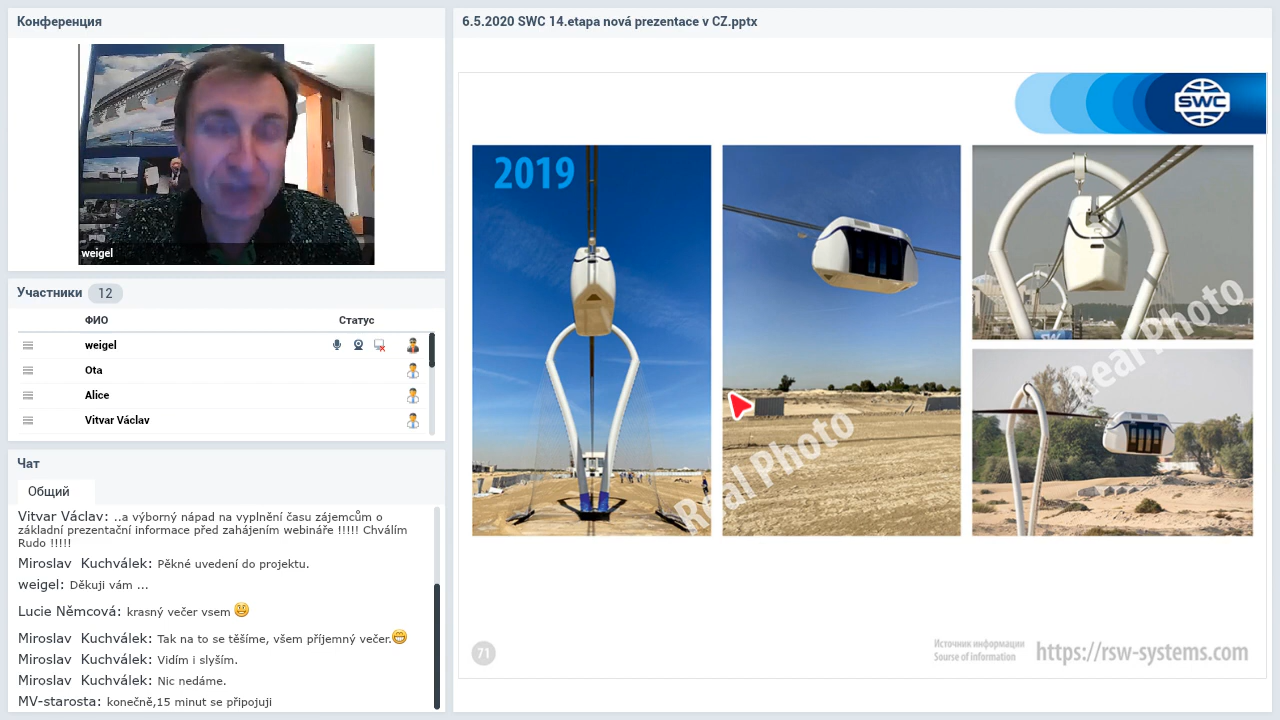 Конференция
weigel
Участники 12
ФИО Статус
weigel
Ota
Alice
Vitvar Václav
Чат
Общий
Vitvar Václav: ..a výborný nápad na vyplnění času zájemcům o
základní prezentační informace před zahájením webináře !!!!! Chválím
Rudo !!!!!
Miroslav Kuchválek: Pěkné uvedení do projektu.
weigel: Děkuji vám ...
Lucie Němcová: krasný večer vsem
Miroslav Kuchválek: Tak na to se těšíme, všem příjemný večer.
Miroslav Kuchválek: Vidím i slyším.
Miroslav Kuchválek: Nic nedáme.
MV-starosta: konečně,15 minut se připojuji
6.5.2020 SWC 14.etapa nová prezentace v CZ.pptx
SWC
2019
Real Photo
Real Photo
SWC
71
Источник информации
Sourse of information
https://rsw-systems.com